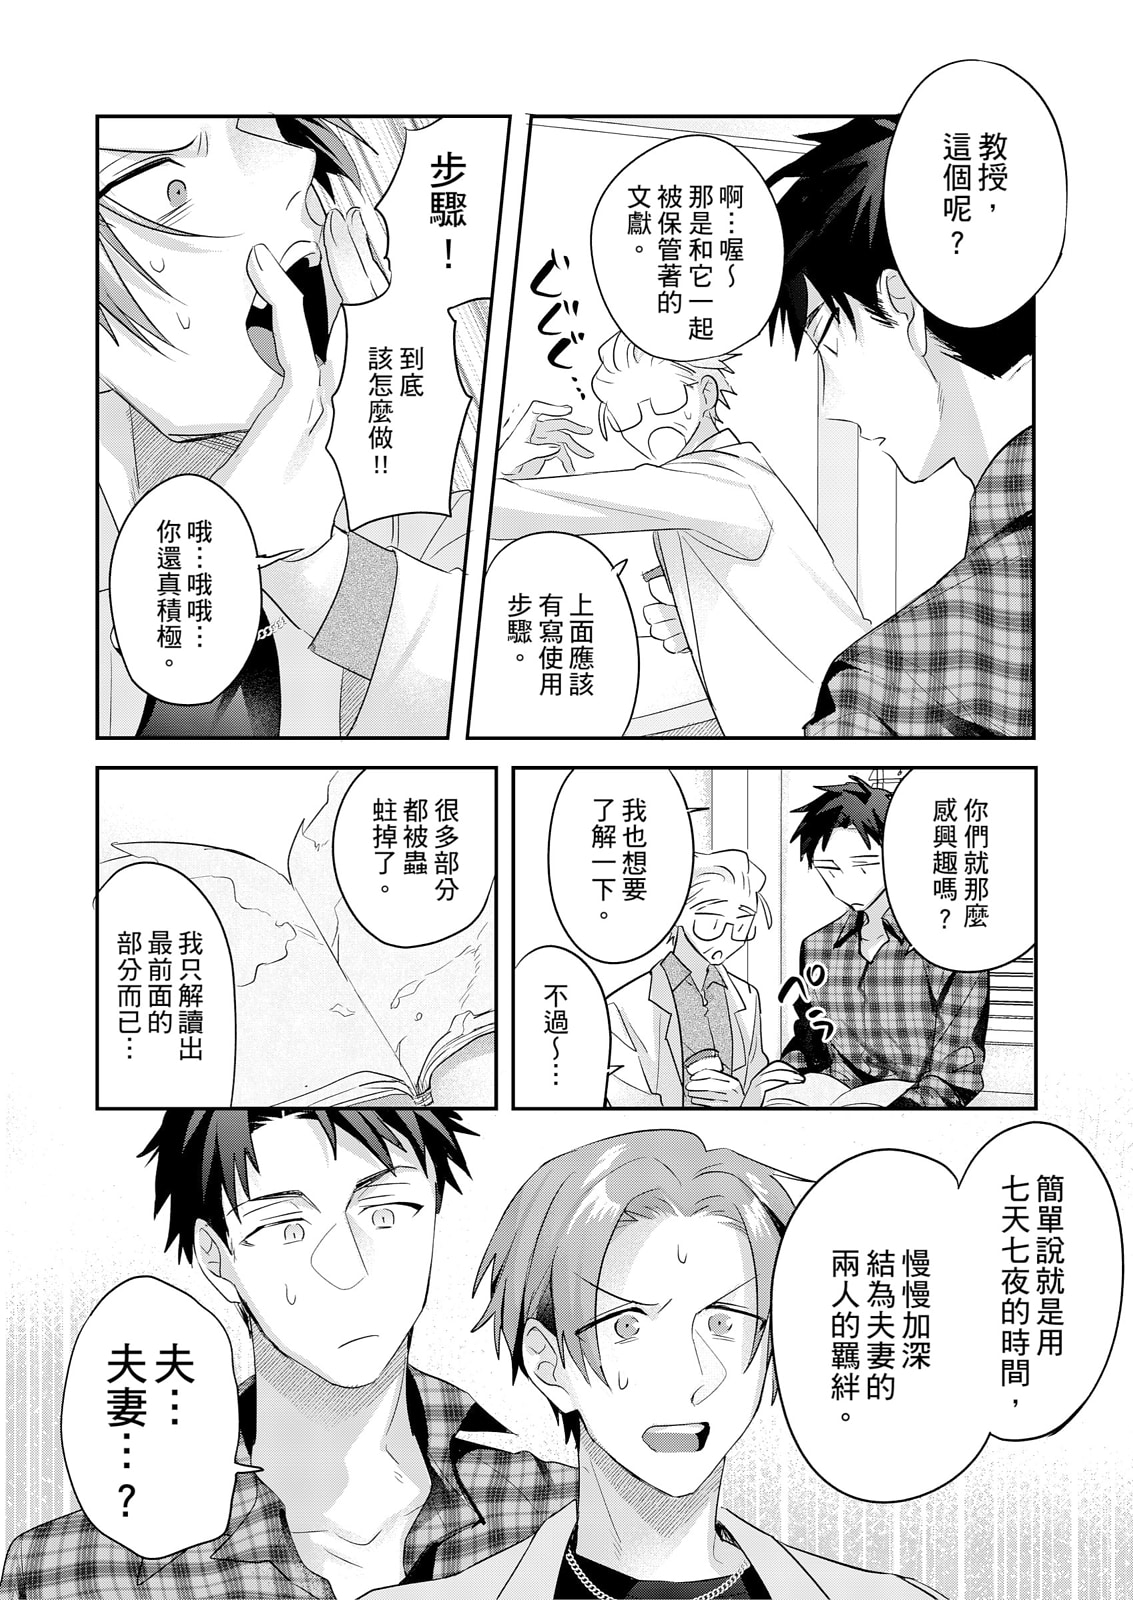 教授，
這個呢？
啊…喔～
那是和它一起
被保管著的
文獻。
ぐぐぐ…
上面應該
有寫使用
步驟。
步驟！
到底
該怎麼做!!
哦…哦哦…
你還真積極。
你們就那麼
感興趣嗎？
我也想要
了解一下。
ペら
不過～…
很多部分
都被蟲
蛀掉了。
我只解讀出
最前面的
部分而已…
簡單說就是用
七天七夜的時間，
慢慢加深
結為夫妻的
兩人的羈絆。
夫…
夫妻…？